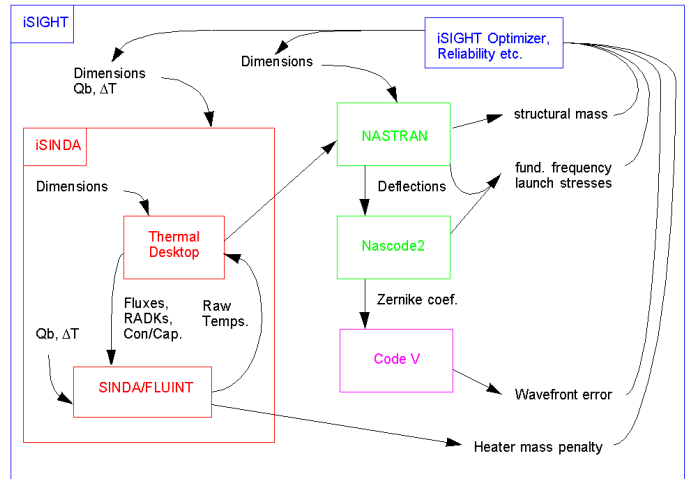 iSIGHT
iSIGHT Optimizer,
Reliability etc.
Dimensions
Qb, ΔT
Dimensions
iSINDA
NASTRAN
structural mass
Dimensions
fund. frequency
launch stresses
Deflections
Thermal
Desktop
Nascode2
Fluxes,
RADKs,
Con/Cap.
Raw
Temps.
Zernike coef.
Qb, ΔT
Code V
SINDA/FLUINT
Wavefront error
Heater mass penalty